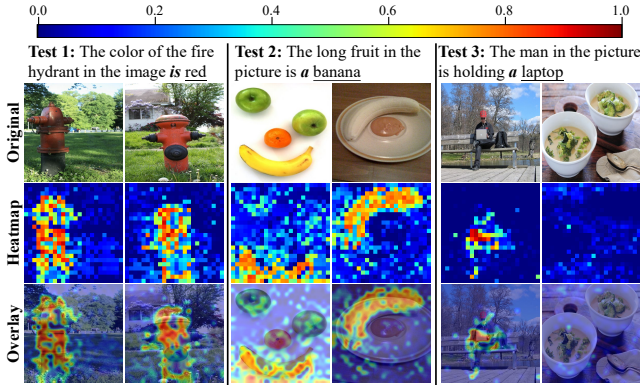 0.0 0.2 0.4 0.6 0.8 1.0
Test 1: The color of the fire
hydrant in the image is red
Test 2: The long fruit in the
picture is a banana
Test 3: The man in the picture
is holding a laptop
Original
Heatmap
Overlay